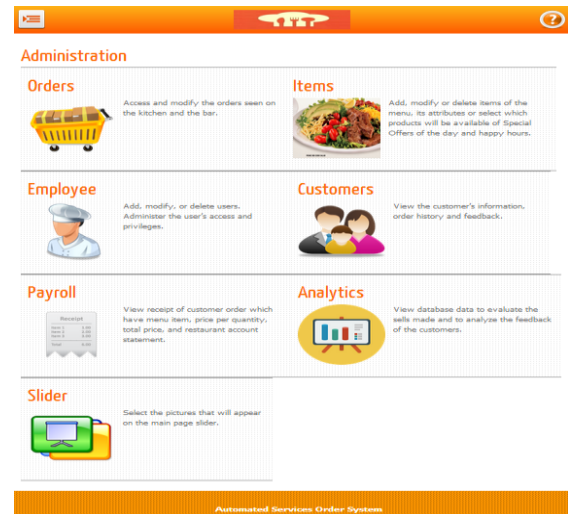 Administration
Orders
Access and modify the orders seen on
the kitchen and the bar.
Items
Add, modify or delete items of the
menu, its attributes or select which
products will be available of Special
Offers of the day and happy hours.
Employee
Add, modify, or delete users.
Administer the user's access and
privileges.
Customers
View the customer's information,
order history and feedback.
Payroll
Receipt
View receipt of customer order which
have menu item, price per quantity,
total price, and restaurant account
statement.
Analytics
View database data to evaluate the
sells made and to analyze the feedback
of the customers.
Slider
Select the pictures that will appear
on the main page slider.
Automated Services Order System